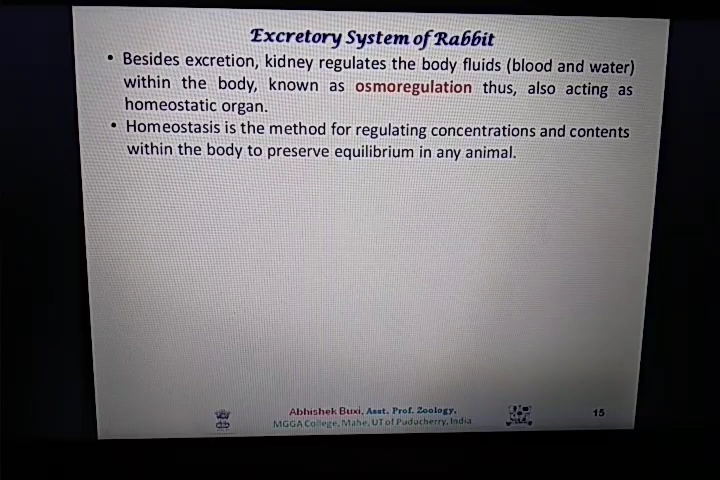 Excretory System of Rabbit
• Besides excretion, kidney regulates the body fluids (blood and water)
within the body, known as osmoregulation thus, also acting as
homeostatic organ.
• Homeostasis is the method for regulating concentrations and contents
within the body to preserve equilibrium in any animal.
Abhishek Buxi, Asst. Prof. Zoology,
MGGA College, Mahe, UT of Puducherry, India
15